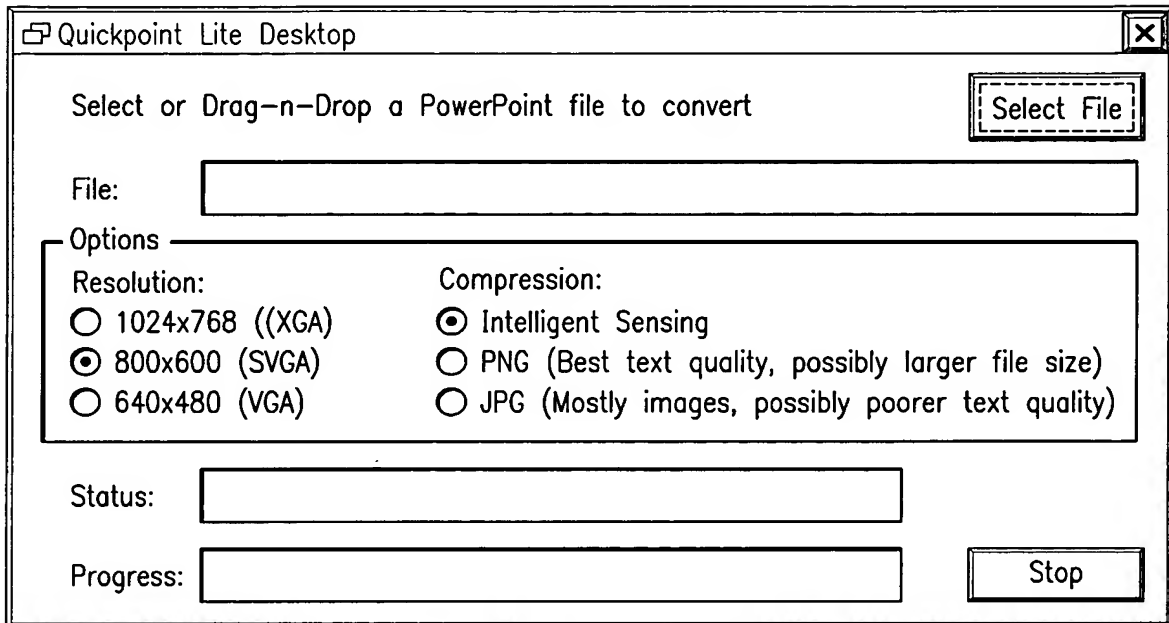 Quickpoint Lite Desktop
Select or Drag-n-Drop a PowerPoint file to convert
Select File
File:
Options
Resolution:
Compression:
1024x768 ((XGA)
Intelligent Sensing
800x600 (SVGA)
PNG (Best text quality, possibly larger file size)
640x480 (VGA)
JPG (Mostly images, possibly poorer text quality)
Status:
Progress:
Stop